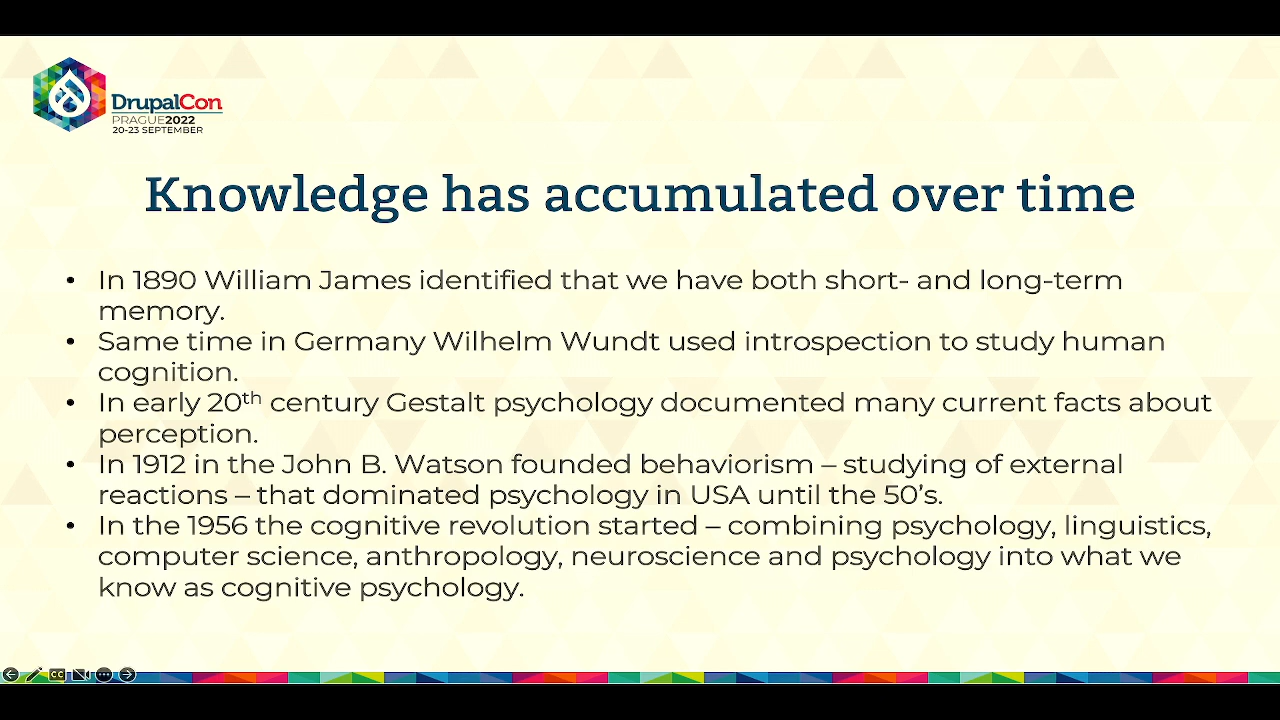 DrupalCon
PRAGUE2022
20-23 SEPTEMBER
Knowledge has accumulated over time
• In 1890 William James identified that we have both short- and long-term
memory.
• Same time in Germany Wilhelm Wundt used introspection to study human
cognition.
• In early 20th century Gestalt psychology documented many current facts about
perception.
• In 1912 in the John B. Watson founded behaviorism – studying of external
reactions – that dominated psychology in USA until the 50’s.
• In the 1956 the cognitive revolution started – combining psychology, linguistics,
computer science, anthropology, neuroscience and psychology into what we
know as cognitive psychology.
CC